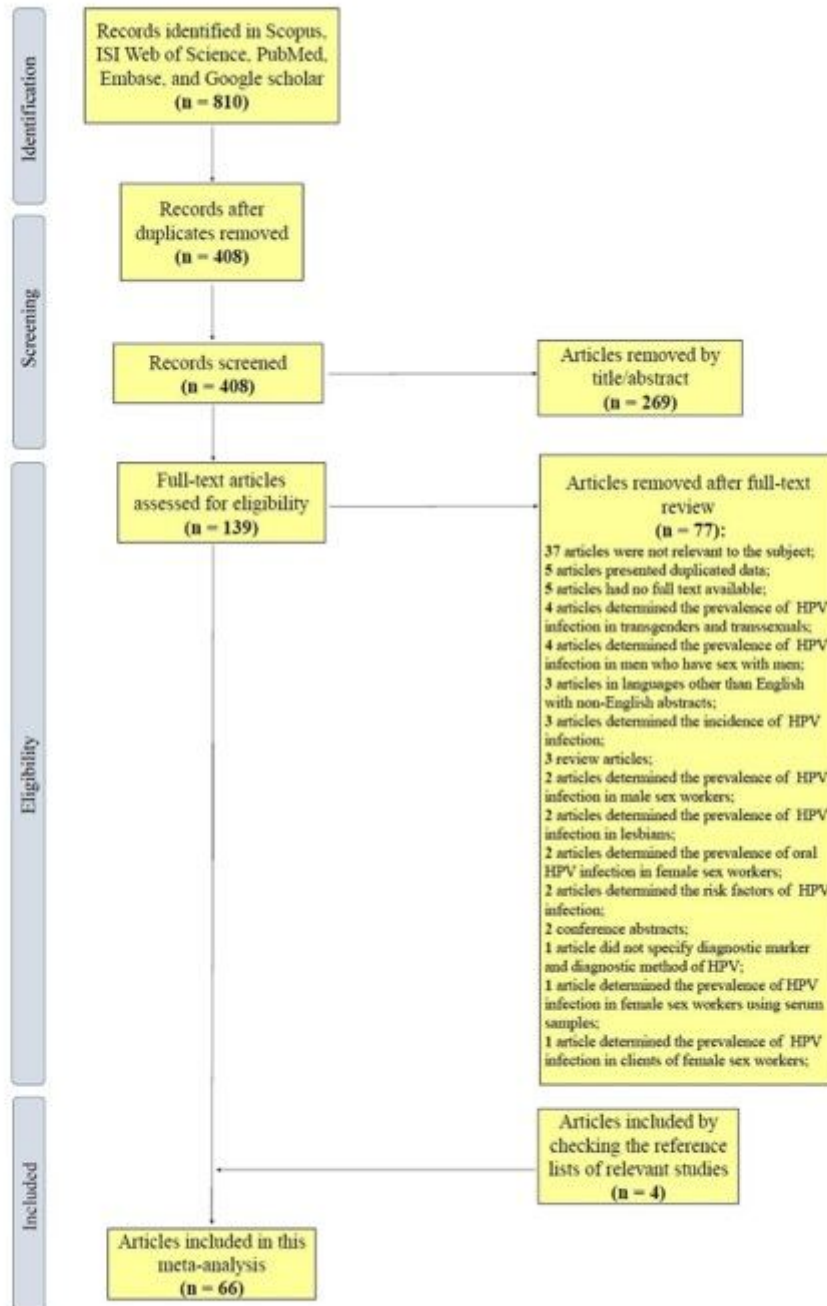 Identification
Records identified in Scopus,
ISI Web of Science, PubMed,
Embase, and Google scholar
(n = 810)
Screening
Records after
duplicates removed
(n = 408)
Records screened
(n = 408)
Articles removed by
title/abstract
(n = 269)
Eligibility
Full-text articles
assessed for eligibility
(n = 139)
Articles removed after full-text
review
(n = 77):
37 articles were not relevant to the subject;
5 articles presented duplicated data;
5 articles had no full text available;
4 articles determined the prevalence of HPV
infection in transgenders and transsexuals;
4 articles determined the prevalence of HPV
infection in men who have sex with men;
3 articles in languages other than English
with non-English abstracts;
3 articles determined the incidence of HPV
infection;
3 review articles;
2 articles determined the prevalence of HPV
infection in male sex workers;
2 articles determined the prevalence of HPV
infection in lesbians;
2 articles determined the prevalence of oral
HPV infection in female sex workers;
2 articles determined the risk factors of HPV
infection;
2 conference abstracts;
1 article did not specify diagnostic marker
and diagnostic method of HPV;
1 article determined the prevalence of HPV
infection in female sex workers using serum
samples;
1 article determined the prevalence of HPV
infection in clients of female sex workers;
Included
Articles included by
checking the reference
lists of relevant studies
(n = 4)
Articles included in this
meta-analysis
(n = 66)